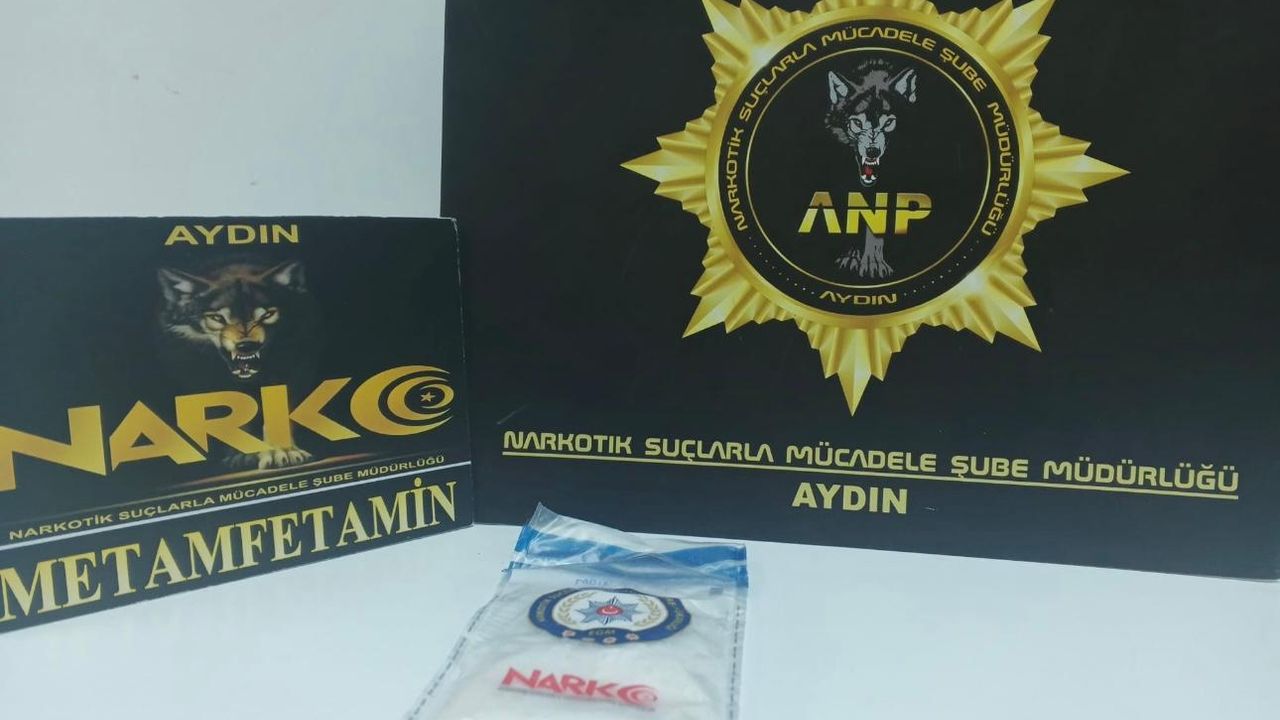 AYDIN
NARKO
NARKOTİK SUÇLARLA MÜCADELE ŞUBE MÜDÜRLÜĞÜ
METAMFETAMİN
NARKOTİK SUÇLARLA MÜCADELE ŞUBE MÜDÜRLÜĞÜ
ANP
AYDIN
NARKOTIK SUÇLARLA MÜCADELE ŞUBE MÜDÜRLÜĞÜ
AYDIN
EGM
NARKO